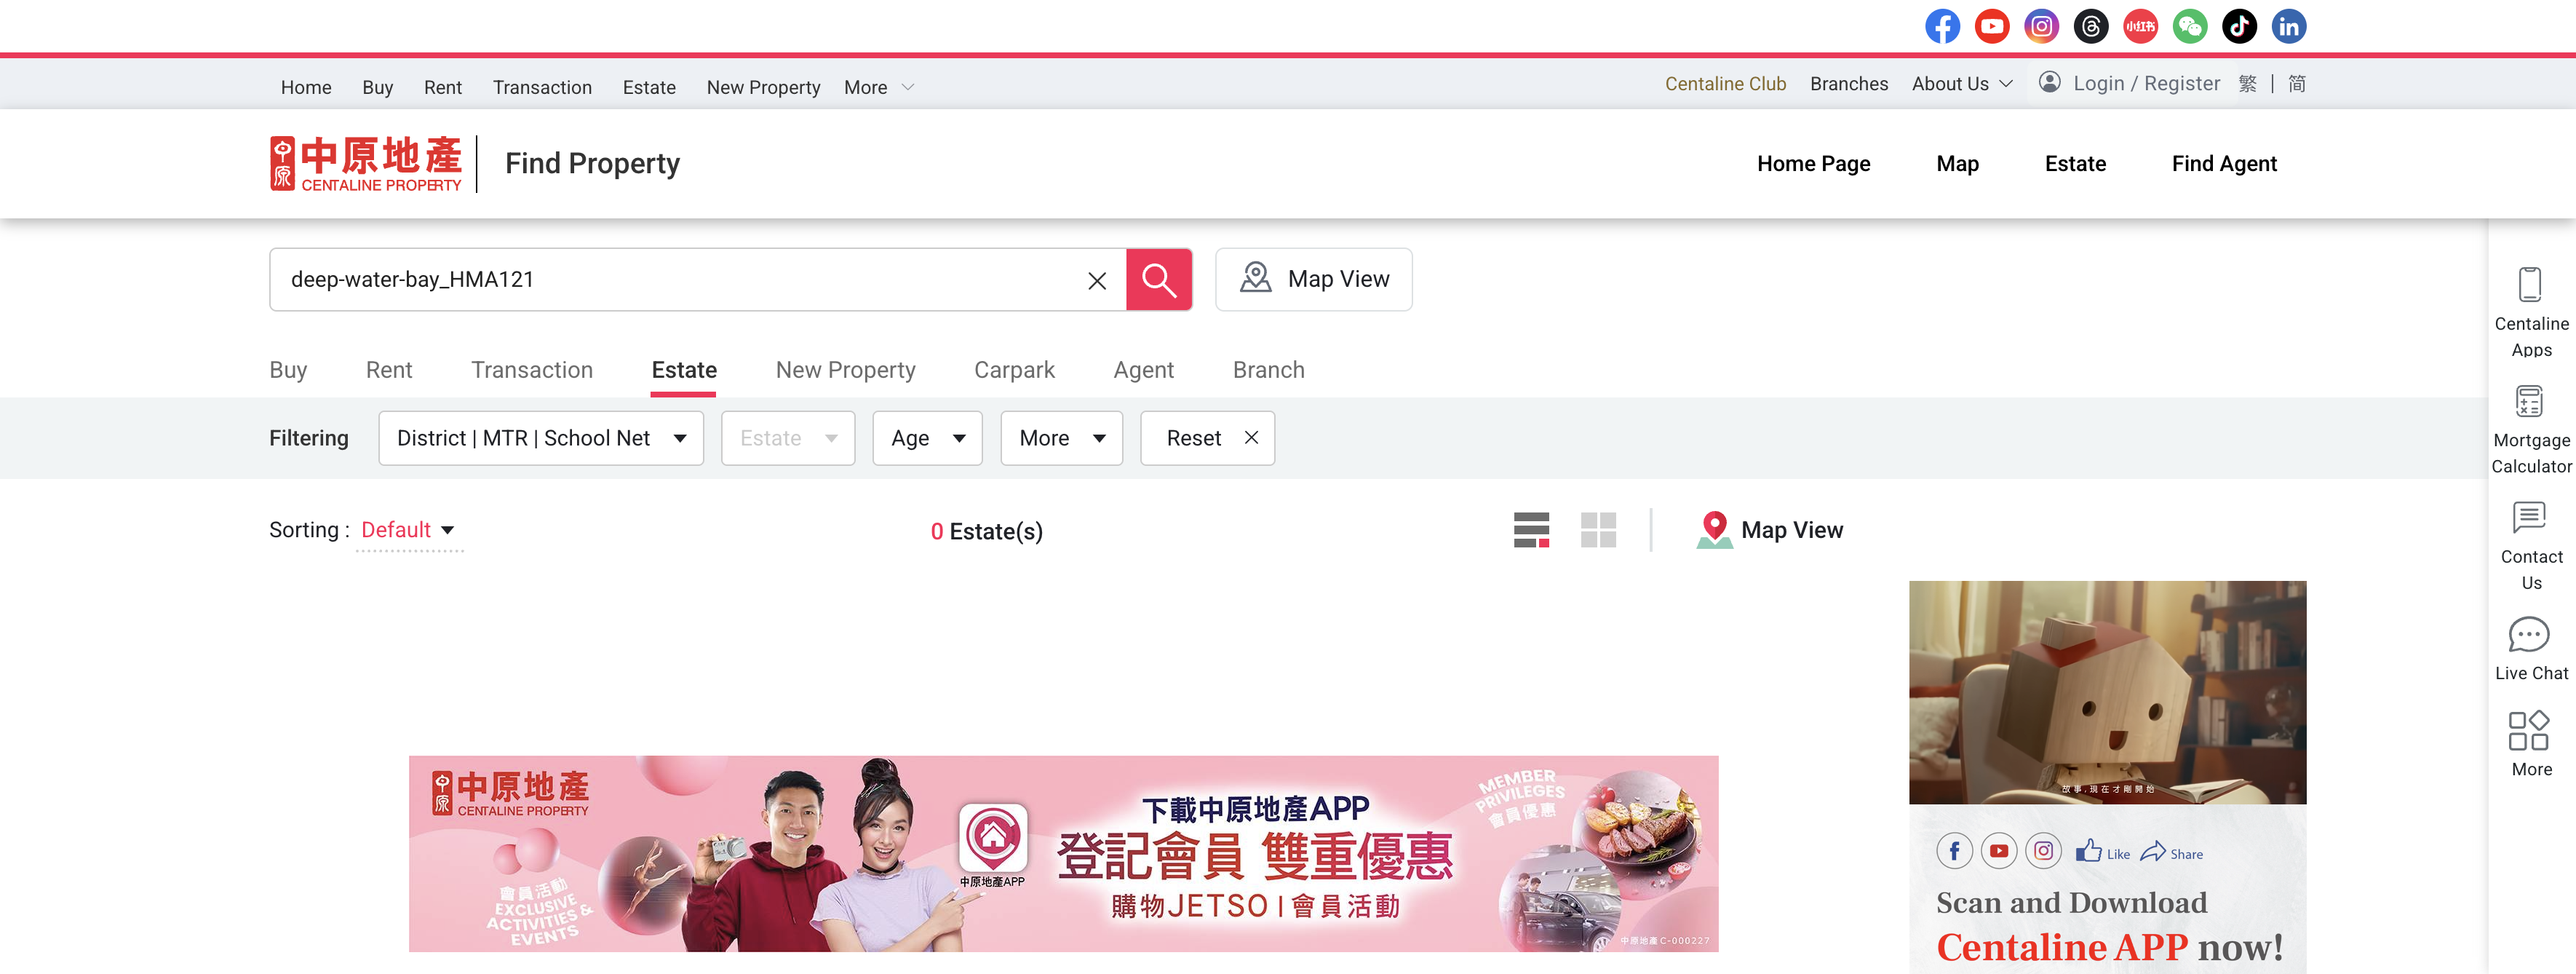 小红书
Home Buy Rent Transaction Estate New Property More
Centaline Club Branches About Us Login / Register 繁 | 简
中原 中原地產
CENTALINE PROPERTY
Find Property
Home Page Map Estate Find Agent
deep-water-bay_HMA121
Map View
Buy Rent Transaction Estate New Property Carpark Agent Branch
Filtering District | MTR | School Net Estate Age More Reset
Sorting : Default 0 Estate(s) Map View
Centaline
Apps
Mortgage
Calculator
Contact
Us
Live Chat
More
中原 中原地產
CENTALINE PROPERTY
會員活動
EXCLUSIVE
ACTIVITIES &
EVENTS
中原地產APP
下載中原地產APP
登記會員 雙重優惠
購物JETSO | 會員活動
MEMBER
PRIVILEGES
會員優惠
中原地產 C-000227
故事.現在才剛開始
Like Share
Scan and Download
Centaline APP now!